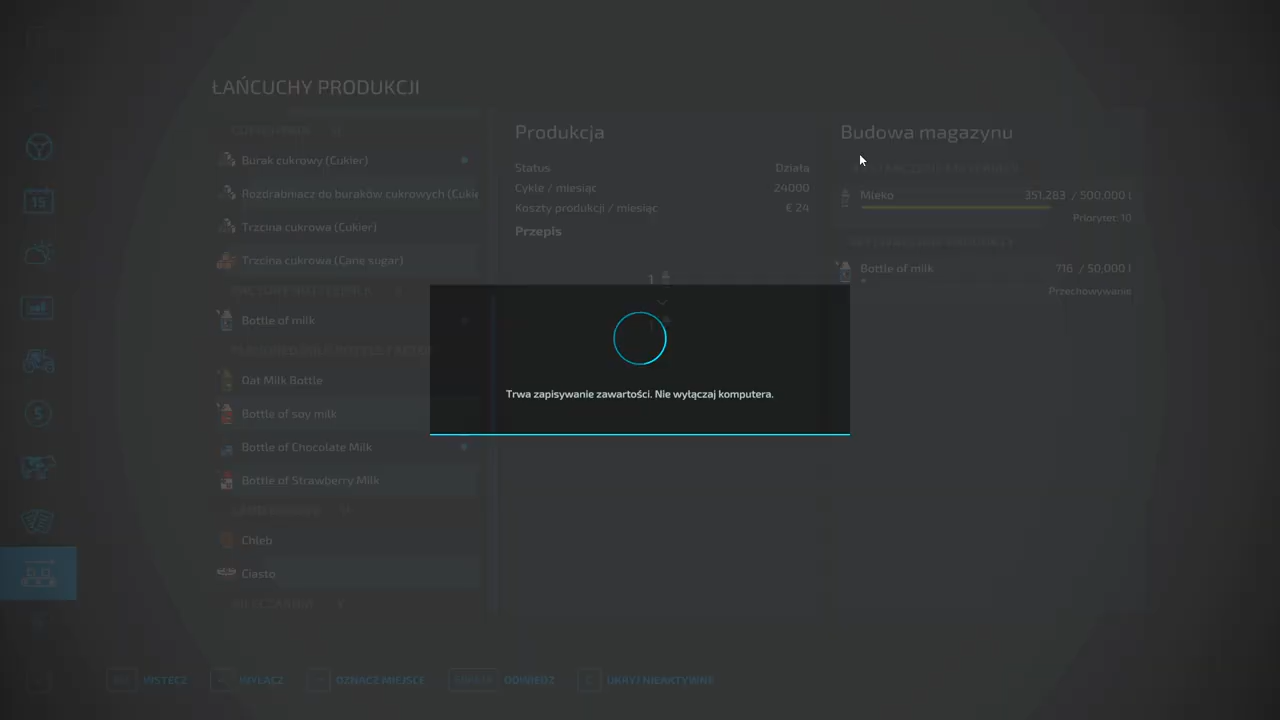 ŁAŃCUCHY PRODUKCJI
Burak cukrowy (Cukier)
Rozdrabniacz do buraków cukrowych (Cukie
Trzcina cukrowa (Cukier)
Trzcina cukrowa (Cane sugar)
Bottle of milk
Oat Milk Bottle
Bottle of soy milk
Bottle of Chocolate Milk
Bottle of Strawberry Milk
Chleb
Ciasto
Produkcja
Status Działa
Cykle / miesiąc 24000
Koszty produkcji / miesiąc € 24
Przepis
1
Budowa magazynu
Mleko 351,283 / 500,000 l
Priorytet: 10
Bottle of milk 716 / 50,000 l
Przechowywanie
15
Trwa zapisywanie zawartości. Nie wyłączaj komputera.
WSTECZ
WYŁĄCZ
OZNACZ MIEJSCE
ODWIEDŹ
UKRYJ NIEAKTYWNE